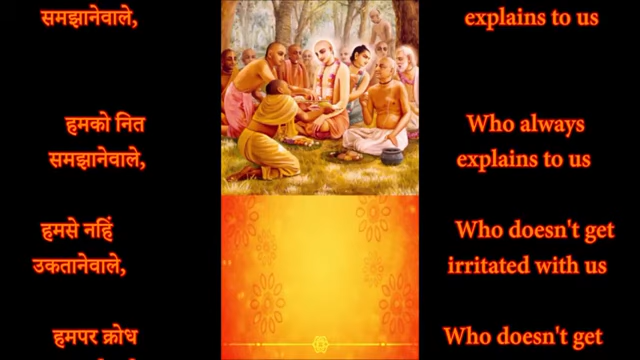 समझानेवाले,
हमको नित
समझानेवाले,
हमसे नहिं
उकतानेवाले,
हमपर क्रोध
explains to us
Who always
explains to us
Who doesn't get
irritated with us
Who doesn't get